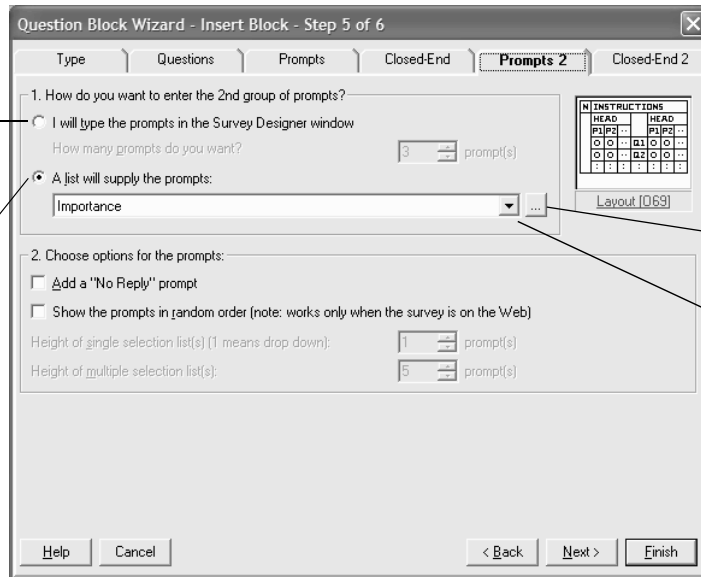 Question Block Wizard - Insert Block - Step 5 of 6
Type Questions Prompts Closed-End Prompts 2 Closed-End 2
1. How do you want to enter the 2nd group of prompts?
I will type the prompts in the Survey Designer window
How many prompts do you want? 3 prompt(s)
A list will supply the prompts:
Importance ...
N INSTRUCTIONS
HEAD HEAD
P1 P2 ·· P1 P2 ··
O O ·· Q1 O O ··
O O ·· Q2 O O ··
: : : : : : :
Layout [O69]
2. Choose options for the prompts:
Add a "No Reply" prompt
Show the prompts in random order (note: works only when the survey is on the Web)
Height of single selection list(s) (1 means drop down): 1 prompt(s)
Height of multiple selection list(s): 5 prompt(s)
Help Cancel < Back Next > Finish